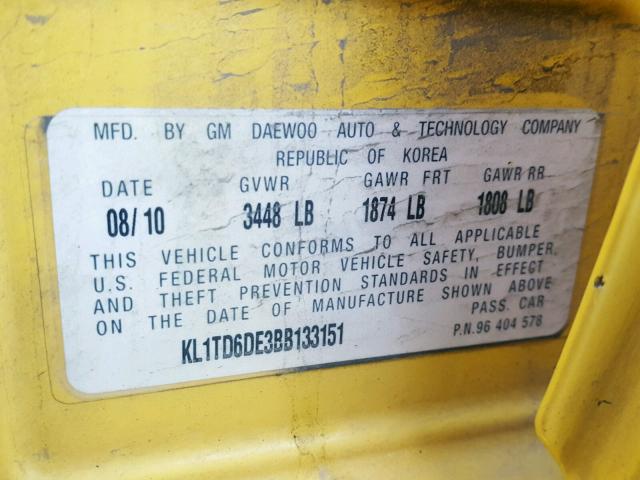 MFD. BY GM DAEWOO AUTO & TECHNOLOGY COMPANY
REPUBLIC OF KOREA
DATE GVWR GAWR FRT GAWR RR
08/10 3448 LB 1874 LB 1808 LB
THIS VEHICLE CONFORMS TO ALL APPLICABLE
U.S. FEDERAL MOTOR VEHICLE SAFETY, BUMPER,
AND THEFT PREVENTION STANDARDS IN EFFECT
ON THE DATE OF MANUFACTURE SHOWN ABOVE
PASS. CAR
KL1TD6DE3BB133151 P.N.96 404 578